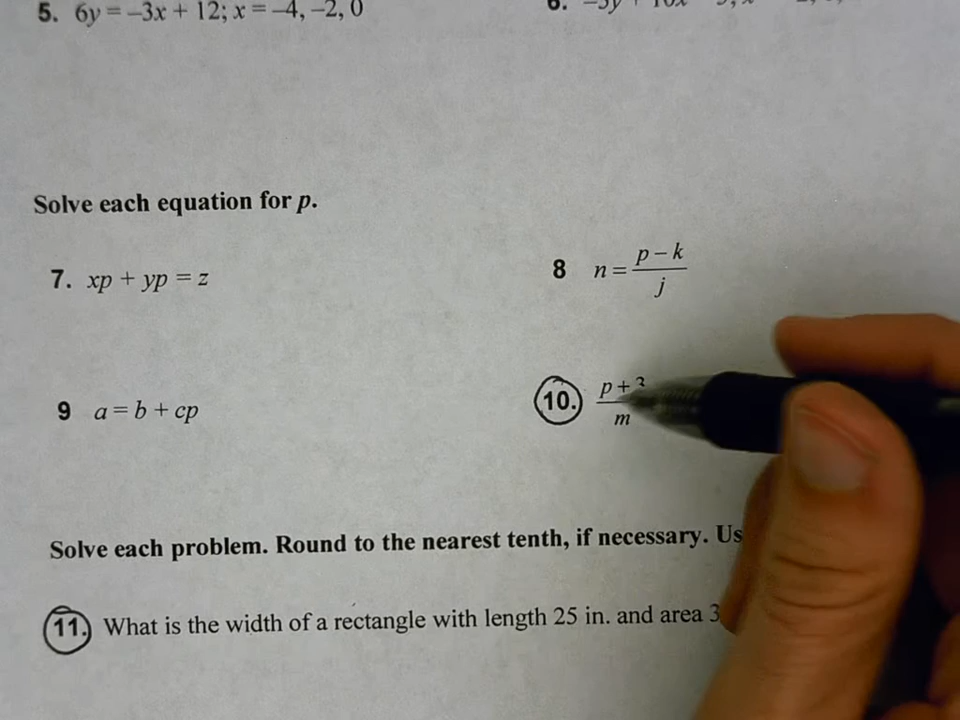 5. 6y = –3x + 12; x = –4, –2, 0
6.
Solve each equation for p.
7. xp + yp = z
8 n = (p – k)/j
9 a = b + cp
10. (p + 3)/m
Solve each problem. Round to the nearest tenth, if necessary.
11. What is the width of a rectangle with length 25 in. and area 3